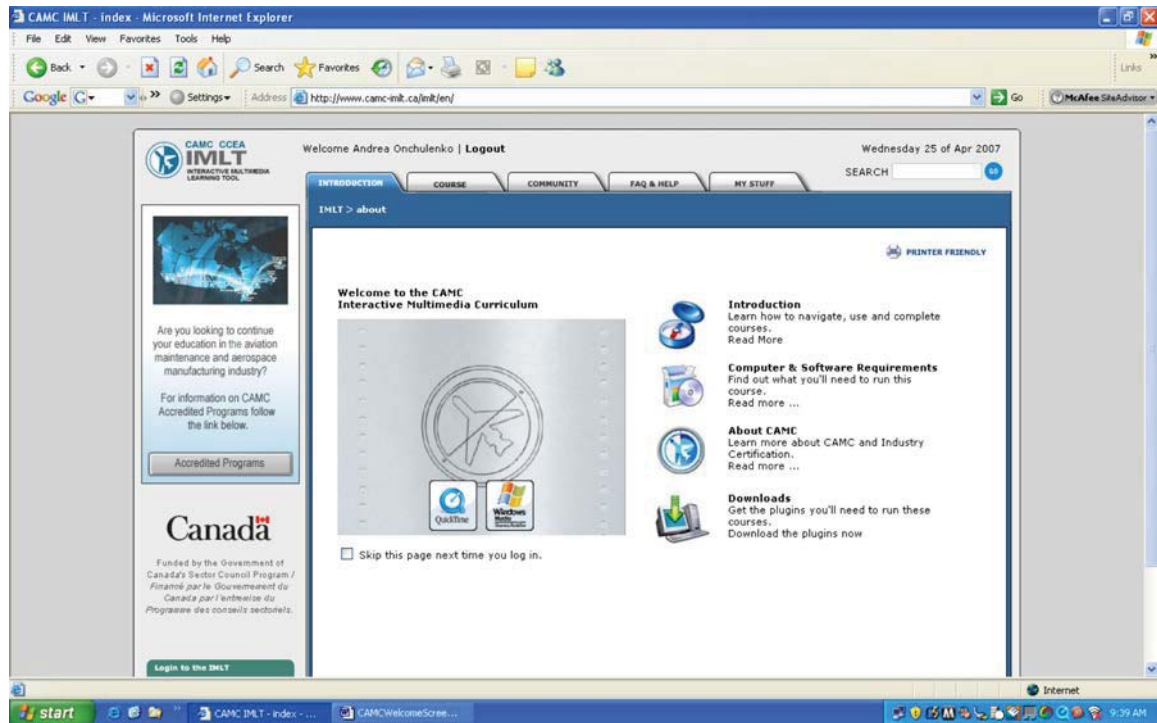 CAMC IMLT - index - Microsoft Internet Explorer
File Edit View Favorites Tools Help
Back Search Favorites Links
Google G Settings Address http://www.camc-imlt.ca/imlt/en/ Go McAfee SiteAdvisor
CAMC CCEA
IMLT
INTERACTIVE MULTIMEDIA
LEARNING TOOL
Welcome Andrea Onchulenko | Logout
Wednesday 25 of Apr 2007
SEARCH GO
INTRODUCTION COURSE COMMUNITY FAQ & HELP MY STUFF
IMLT > about
PRINTER FRIENDLY
Are you looking to continue
your education in the aviation
maintenance and aerospace
manufacturing industry?
For information on CAMC
Accredited Programs follow
the link below.
Accredited Programs
Canada
Funded by the Government of
Canada's Sector Council Program /
Financé par le Gouvernement du
Canada par l'entremise du
Programme des conseils sectoriels.
Login to the IMLT
Welcome to the CAMC
Interactive Multimedia Curriculum
QuickTime
Windows
Media
Skip this page next time you log in.
Introduction
Learn how to navigate, use and complete
courses.
Read More
Computer & Software Requirements
Find out what you'll need to run this
course.
Read more ...
About CAMC
Learn more about CAMC and Industry
Certification.
Read more ...
Downloads
Get the plugins you'll need to run these
courses.
Download the plugins now
Internet
start CAMC IMLT - index - ... CAMCWelcomeScree... 9:39 AM